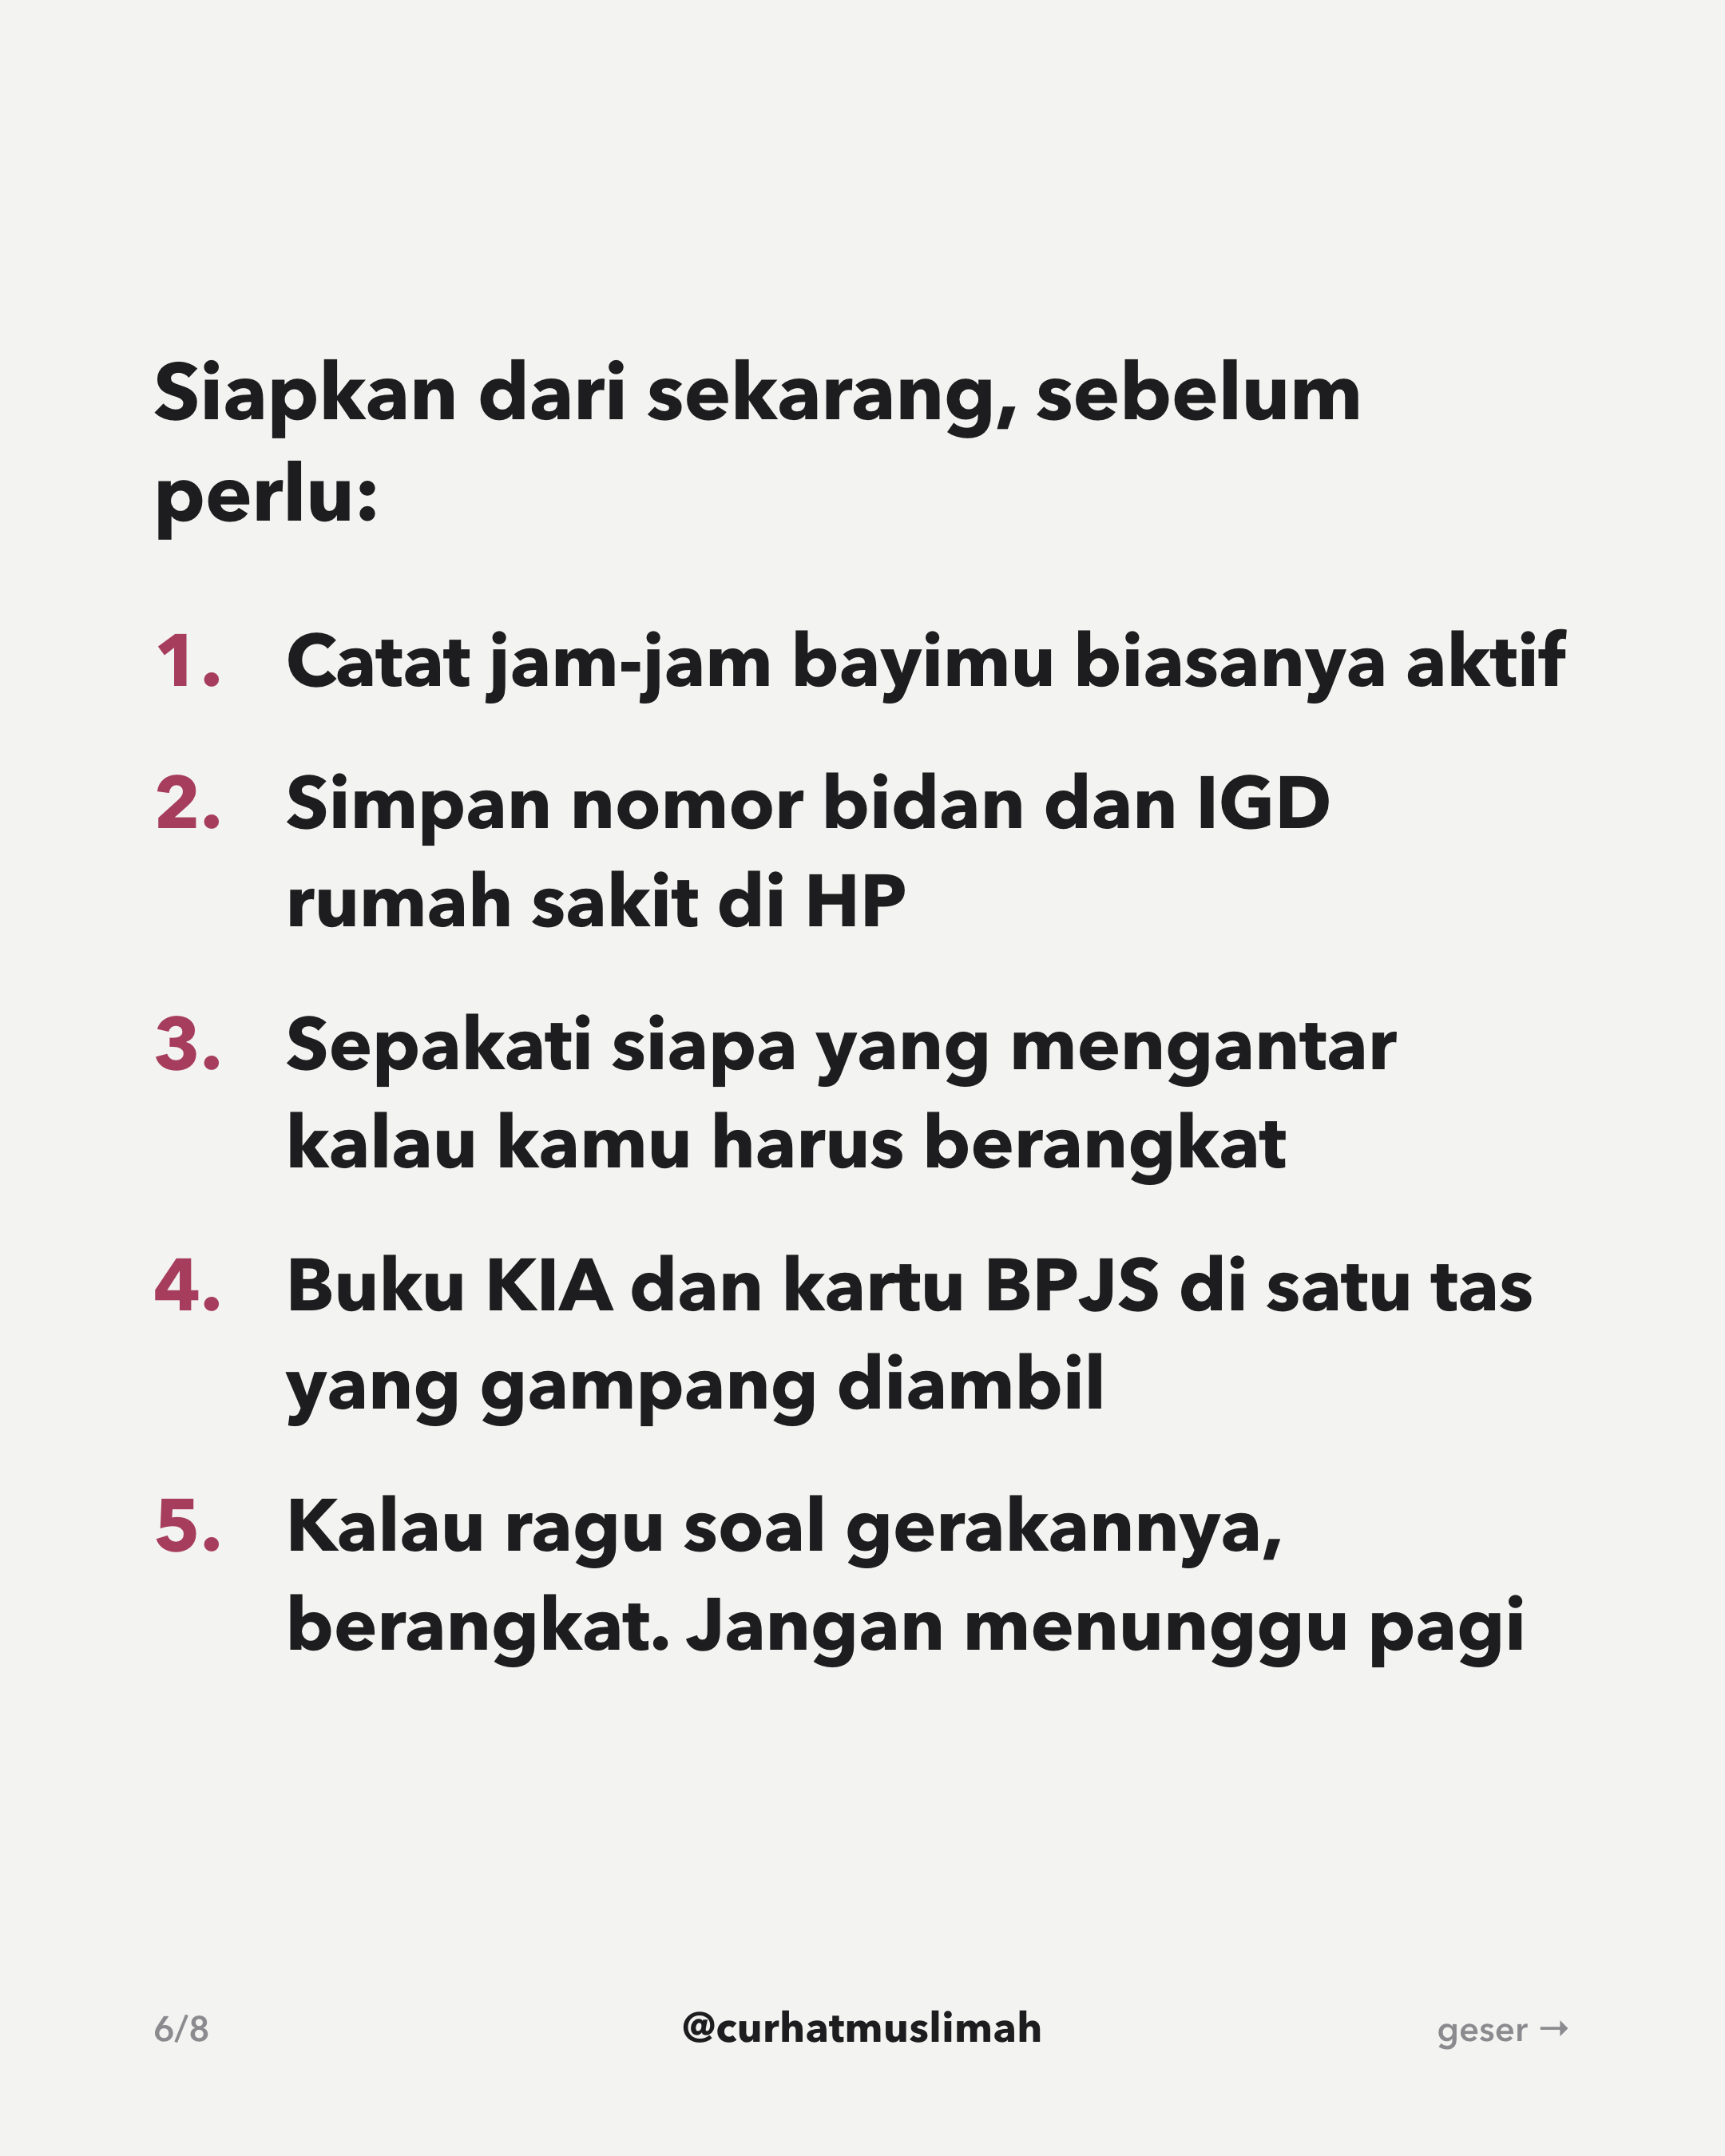 Siapkan dari sekarang, sebelum
perlu:
1. Catat jam-jam bayimu biasanya aktif
2. Simpan nomor bidan dan IGD
rumah sakit di HP
3. Sepakati siapa yang mengantar
kalau kamu harus berangkat
4. Buku KIA dan kartu BPJS di satu tas
yang gampang diambil
5. Kalau ragu soal gerakannya,
berangkat. Jangan menunggu pagi
6/8 @curhatmuslimah geser →